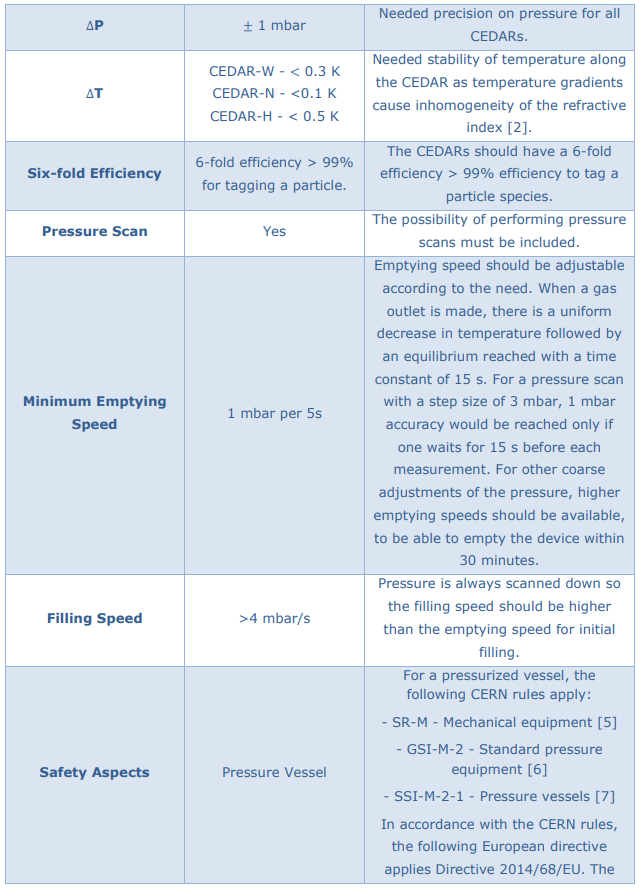 ΔP
± 1 mbar
Needed precision on pressure for all
CEDARs.
ΔT
CEDAR-W - < 0.3 K
CEDAR-N - <0.1 K
CEDAR-H - < 0.5 K
Needed stability of temperature along
the CEDAR as temperature gradients
cause inhomogeneity of the refractive
index [2].
Six-fold Efficiency
6-fold efficiency > 99%
for tagging a particle.
The CEDARs should have a 6-fold
efficiency > 99% efficiency to tag a
particle species.
Pressure Scan
Yes
The possibility of performing pressure
scans must be included.
Minimum Emptying
Speed
1 mbar per 5s
Emptying speed should be adjustable
according to the need. When a gas
outlet is made, there is a uniform
decrease in temperature followed by
an equilibrium reached with a time
constant of 15 s. For a pressure scan
with a step size of 3 mbar, 1 mbar
accuracy would be reached only if
one waits for 15 s before each
measurement. For other coarse
adjustments of the pressure, higher
emptying speeds should be available,
to be able to empty the device within
30 minutes.
Filling Speed
>4 mbar/s
Pressure is always scanned down so
the filling speed should be higher
than the emptying speed for initial
filling.
Safety Aspects
Pressure Vessel
For a pressurized vessel, the
following CERN rules apply:
- SR-M - Mechanical equipment [5]
- GSI-M-2 - Standard pressure
equipment [6]
- SSI-M-2-1 - Pressure vessels [7]
In accordance with the CERN rules,
the following European directive
applies Directive 2014/68/EU. The